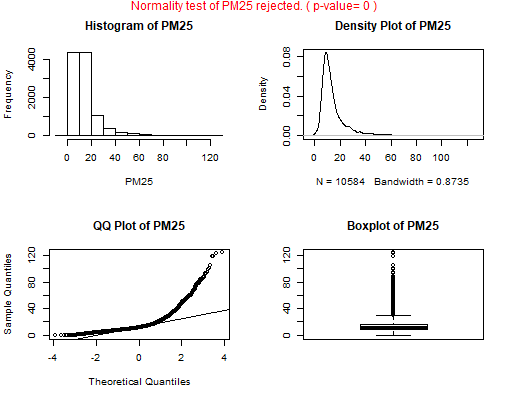 Normality test of PM25 rejected. ( p-value= 0 )
Histogram of PM25
Frequency
0 2000 4000
0 20 40 60 80 120
PM25
Density Plot of PM25
Density
0.00 0.04 0.08
0 20 40 60 80 100
N = 10584 Bandwidth = 0.8735
QQ Plot of PM25
Sample Quantiles
0 40 80 120
-4 -2 0 2 4
Theoretical Quantiles
Boxplot of PM25
0 40 80 120